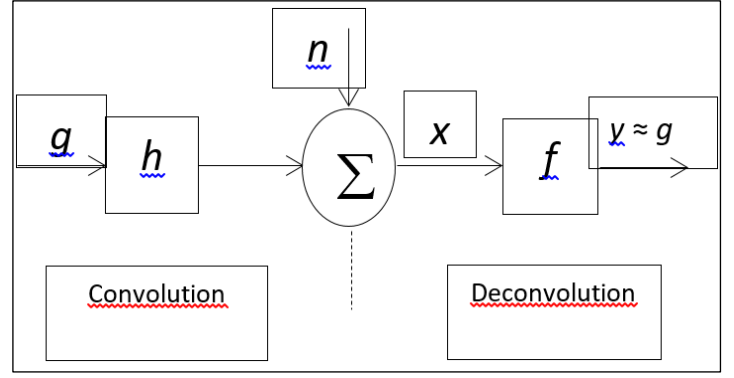 n
g
h
Σ
x
f
y ≈ g
Convolution
Deconvolution